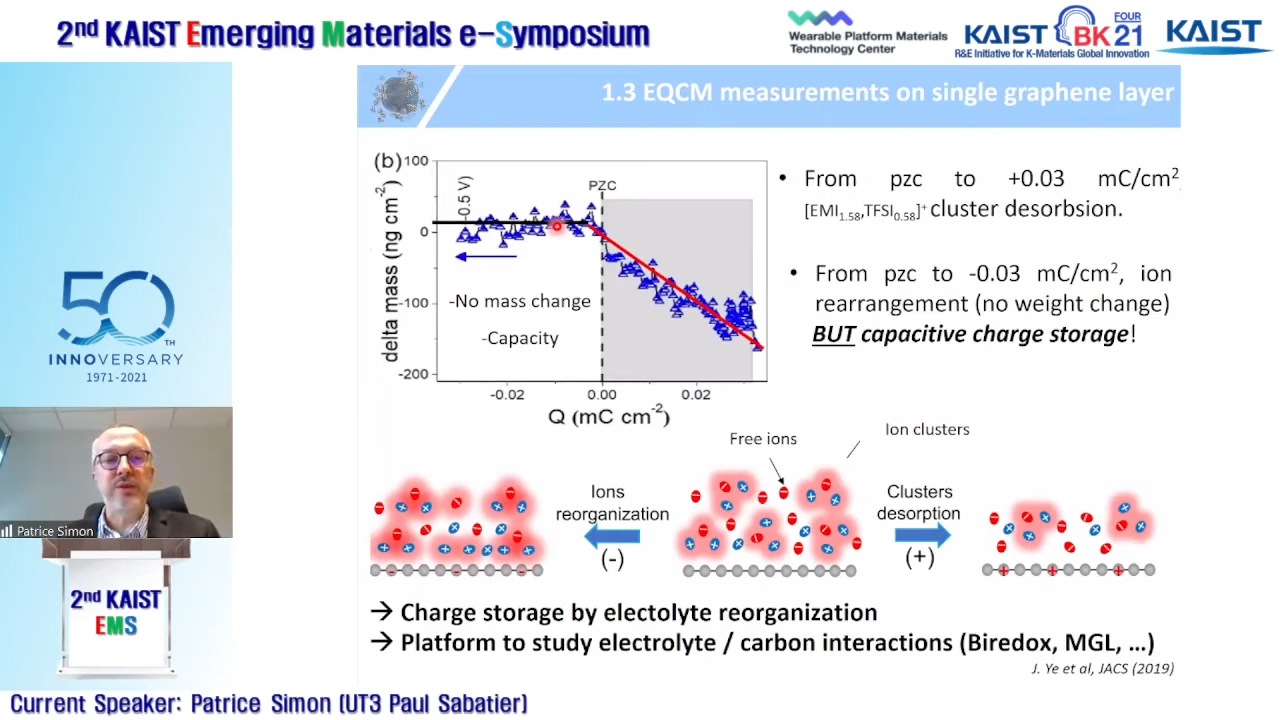 2nd KAIST Emerging Materials e-Symposium
Wearable Platform Materials
Technology Center
KAIST BK FOUR 21
R&E Initiative for K-Materials Global Innovation
KAIST
1.3 EQCM measurements on single graphene layer
(b)
100
0
-100
-200
delta mass (ng cm-2)
-0.5 V)
PZC
-No mass change
-Capacity
-0.02
0.00
0.02
Q (mC cm-2)
• From pzc to +0.03 mC/cm2,
[EMI1.58,TFSI0.58]+ cluster desorbsion.
• From pzc to -0.03 mC/cm2, ion
rearrangement (no weight change)
BUT capacitive charge storage!
50TH
INNOVERSARY
1971-2021
Patrice Simon
2nd KAIST
EMS
Free ions
Ion clusters
Ions
reorganization
(-)
Clusters
desorption
(+)
→ Charge storage by electolyte reorganization
→ Platform to study electrolyte / carbon interactions (Biredox, MGL, …)
J. Ye et al, JACS (2019)
Current Speaker: Patrice Simon (UT3 Paul Sabatier)